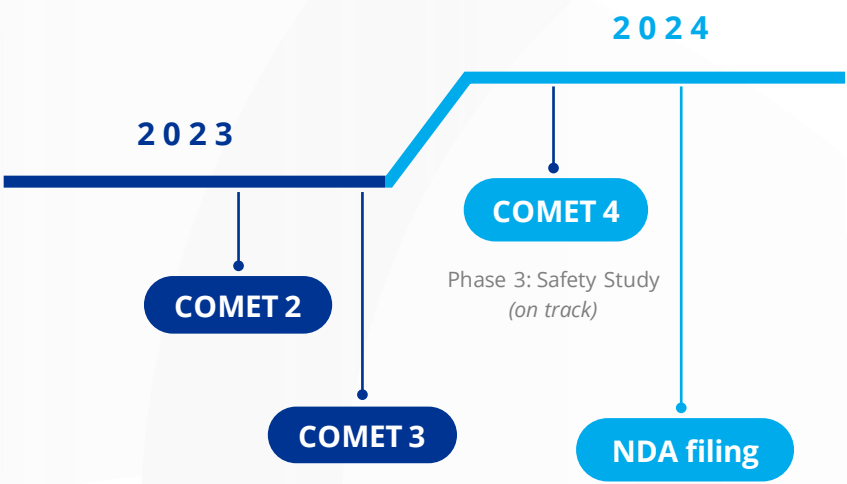 2024
2023
COMET 4
Phase 3: Safety Study
(on track)
COMET 2
COMET 3
NDA filing